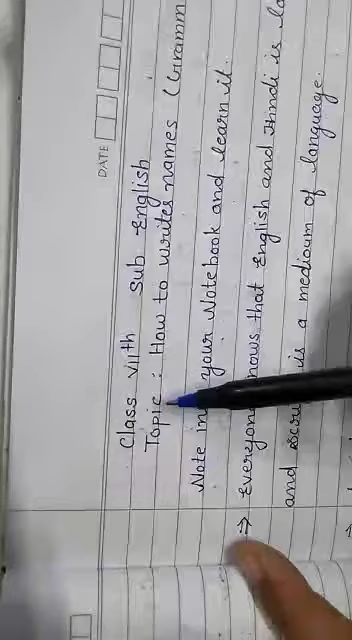 DATE
Class VIIth Sub English
Topic : How to writes names (Gramm
Note in your Notebook and learn it.
⇒ Everyone knows that English and Hindi is la
and is a medium of language.